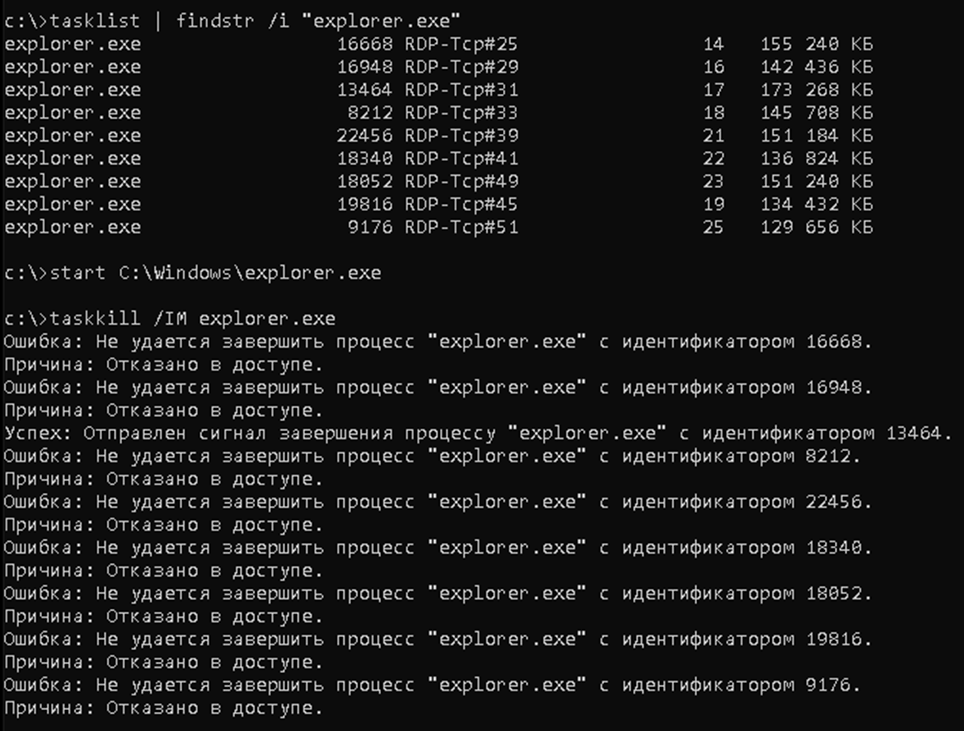 c:\>tasklist | findstr /i "explorer.exe"
explorer.exe 16668 RDP-Tcp#25 14 155 240 КБ
explorer.exe 16948 RDP-Tcp#29 16 142 436 КБ
explorer.exe 13464 RDP-Tcp#31 17 173 268 КБ
explorer.exe 8212 RDP-Tcp#33 18 145 708 КБ
explorer.exe 22456 RDP-Tcp#39 21 151 184 КБ
explorer.exe 18340 RDP-Tcp#41 22 136 824 КБ
explorer.exe 18052 RDP-Tcp#49 23 151 240 КБ
explorer.exe 19816 RDP-Tcp#45 19 134 432 КБ
explorer.exe 9176 RDP-Tcp#51 25 129 656 КБ
c:\>start C:\Windows\explorer.exe
c:\>taskkill /IM explorer.exe
Ошибка: Не удается завершить процесс "explorer.exe" с идентификатором 16668.
Причина: Отказано в доступе.
Ошибка: Не удается завершить процесс "explorer.exe" с идентификатором 16948.
Причина: Отказано в доступе.
Успех: Отправлен сигнал завершения процессу "explorer.exe" с идентификатором 13464.
Ошибка: Не удается завершить процесс "explorer.exe" с идентификатором 8212.
Причина: Отказано в доступе.
Ошибка: Не удается завершить процесс "explorer.exe" с идентификатором 22456.
Причина: Отказано в доступе.
Ошибка: Не удается завершить процесс "explorer.exe" с идентификатором 18340.
Причина: Отказано в доступе.
Ошибка: Не удается завершить процесс "explorer.exe" с идентификатором 18052.
Причина: Отказано в доступе.
Ошибка: Не удается завершить процесс "explorer.exe" с идентификатором 19816.
Причина: Отказано в доступе.
Ошибка: Не удается завершить процесс "explorer.exe" с идентификатором 9176.
Причина: Отказано в доступе.